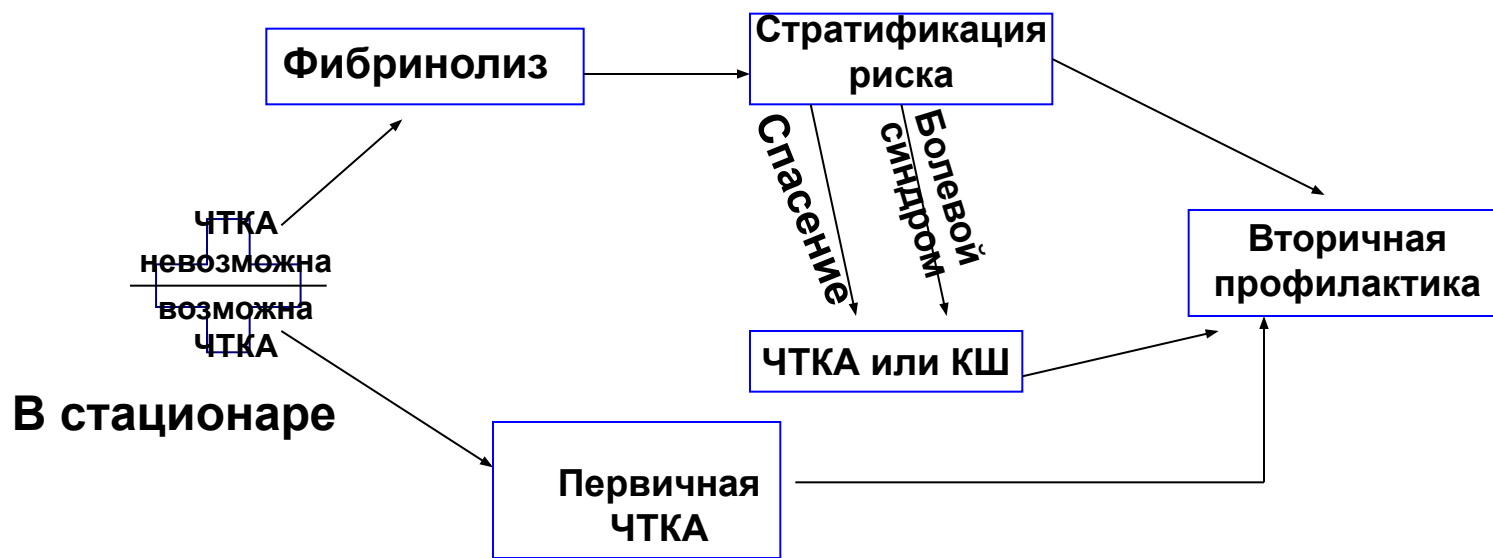 Фибринолиз
Стратификация
риска
Спасение
Болевой
синдром
ЧТКА
невозможна
возможна
ЧТКА
В стационаре
Вторичная
профилактика
ЧТКА или КШ
Первичная
ЧТКА